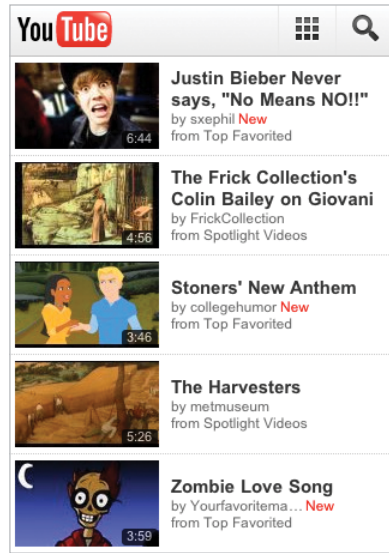 YouTube
6:44
Justin Bieber Never
says, "No Means NO!!"
by sxephil New
from Top Favorited
4:56
The Frick Collection's
Colin Bailey on Giovani
by FrickCollection
from Spotlight Videos
3:46
Stoners' New Anthem
by collegehumor New
from Top Favorited
5:26
The Harvesters
by metmuseum
from Spotlight Videos
3:59
Zombie Love Song
by Yourfavoritema... New
from Top Favorited